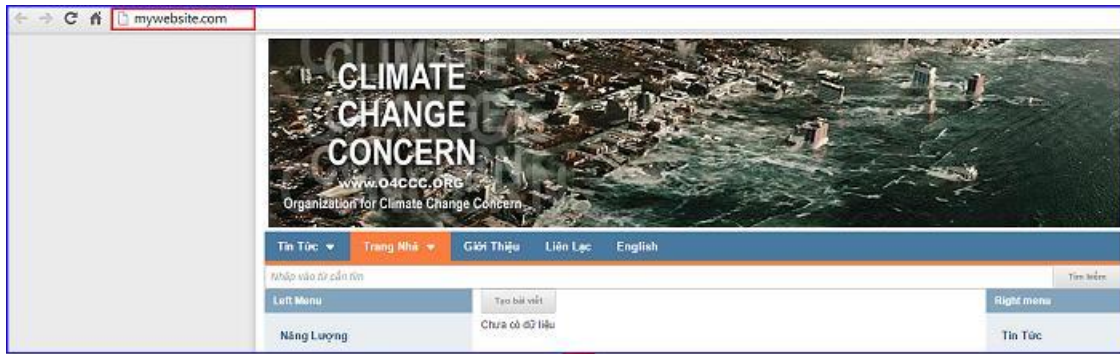 mywebsite.com
CLIMATE
CHANGE
CONCERN
WWW.O4CCC.ORG
Organization for Climate Change Concern
Tin Tức Trang Nhà Giới Thiệu Liên Lạc English
Nhập vào từ cần tìm Tìm kiếm
Left Menu Tạo bài viết Right menu
Chưa có dữ liệu
Năng Lượng Tin Tức